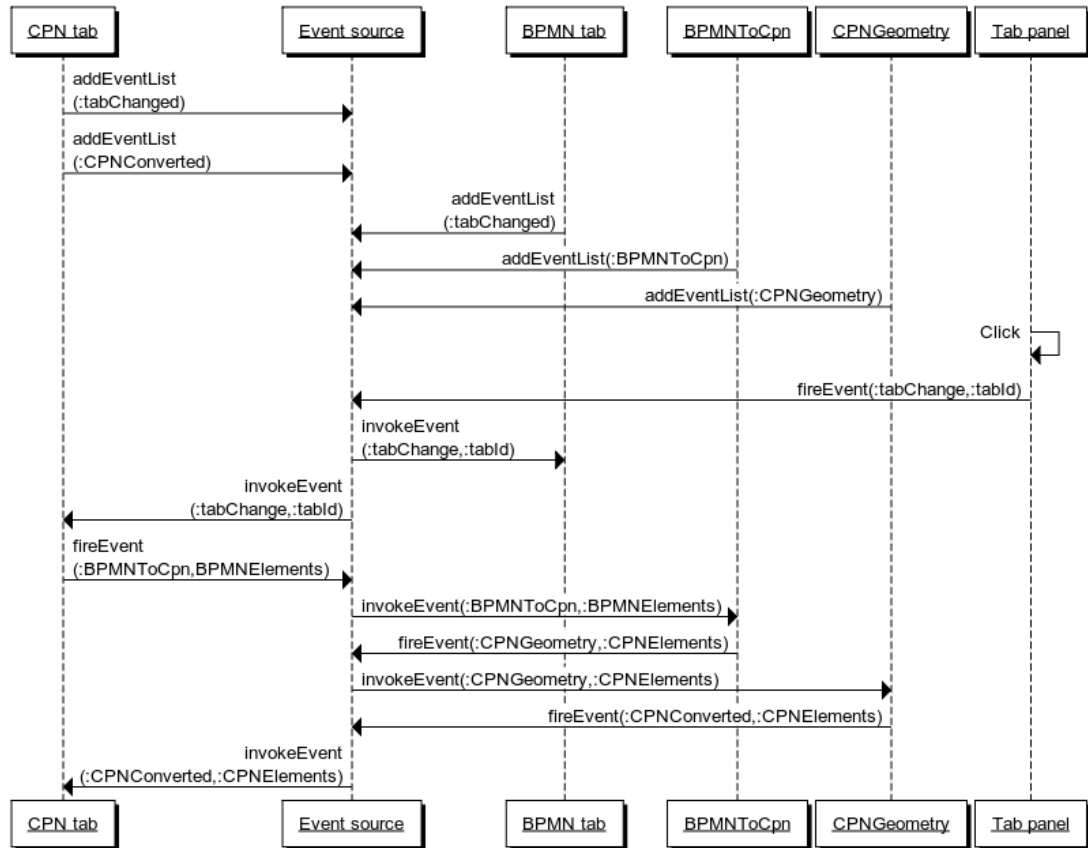 CPN tab
Event source
BPMN tab
BPMNToCpn
CPNGeometry
Tab panel
addEventList
(:tabChanged)
addEventList
(:CPNConverted)
addEventList
(:tabChanged)
addEventList(:BPMNToCpn)
addEventList(:CPNGeometry)
Click
fireEvent(:tabChange,:tabId)
invokeEvent
(:tabChange,:tabId)
invokeEvent
(:tabChange,:tabId)
fireEvent
(:BPMNToCpn,BPMNElements)
invokeEvent(:BPMNToCpn,:BPMNElements)
fireEvent(:CPNGeometry,:CPNElements)
invokeEvent(:CPNGeometry,:CPNElements)
fireEvent(:CPNConverted,:CPNElements)
invokeEvent
(:CPNConverted,:CPNElements)
CPN tab
Event source
BPMN tab
BPMNToCpn
CPNGeometry
Tab panel